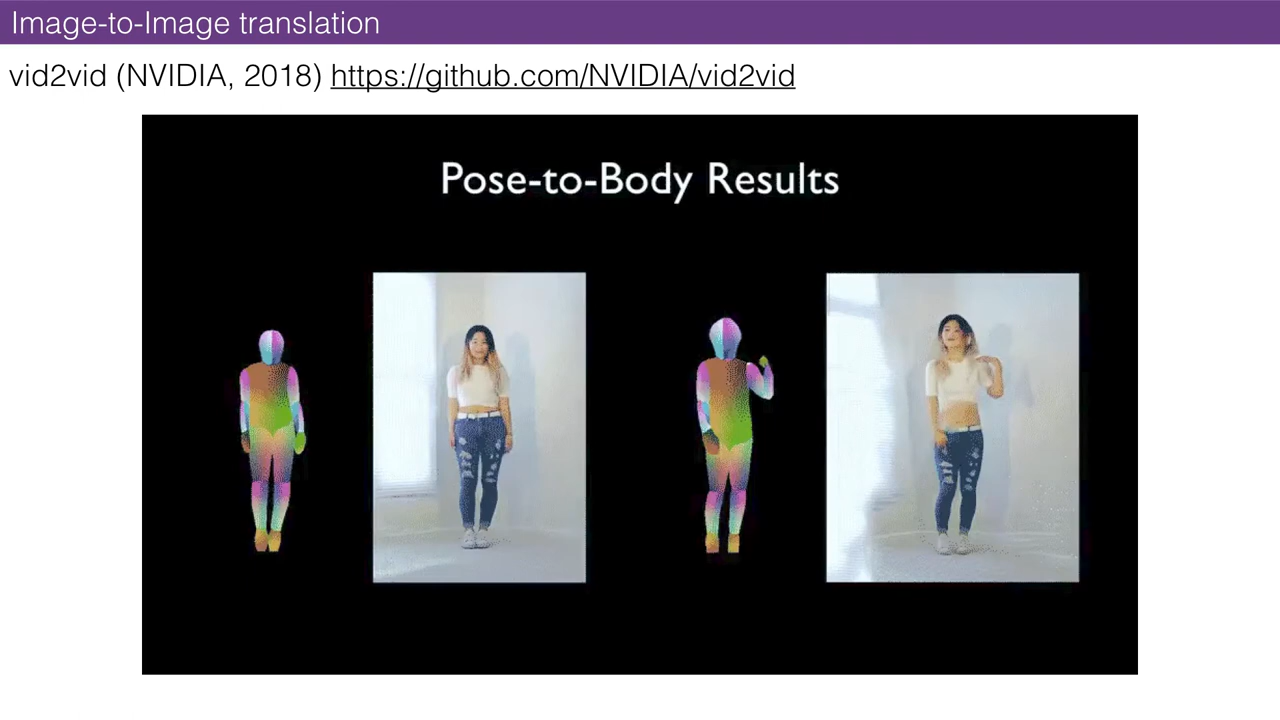 Image-to-Image translation
vid2vid (NVIDIA, 2018) https://github.com/NVIDIA/vid2vid
Pose-to-Body Results